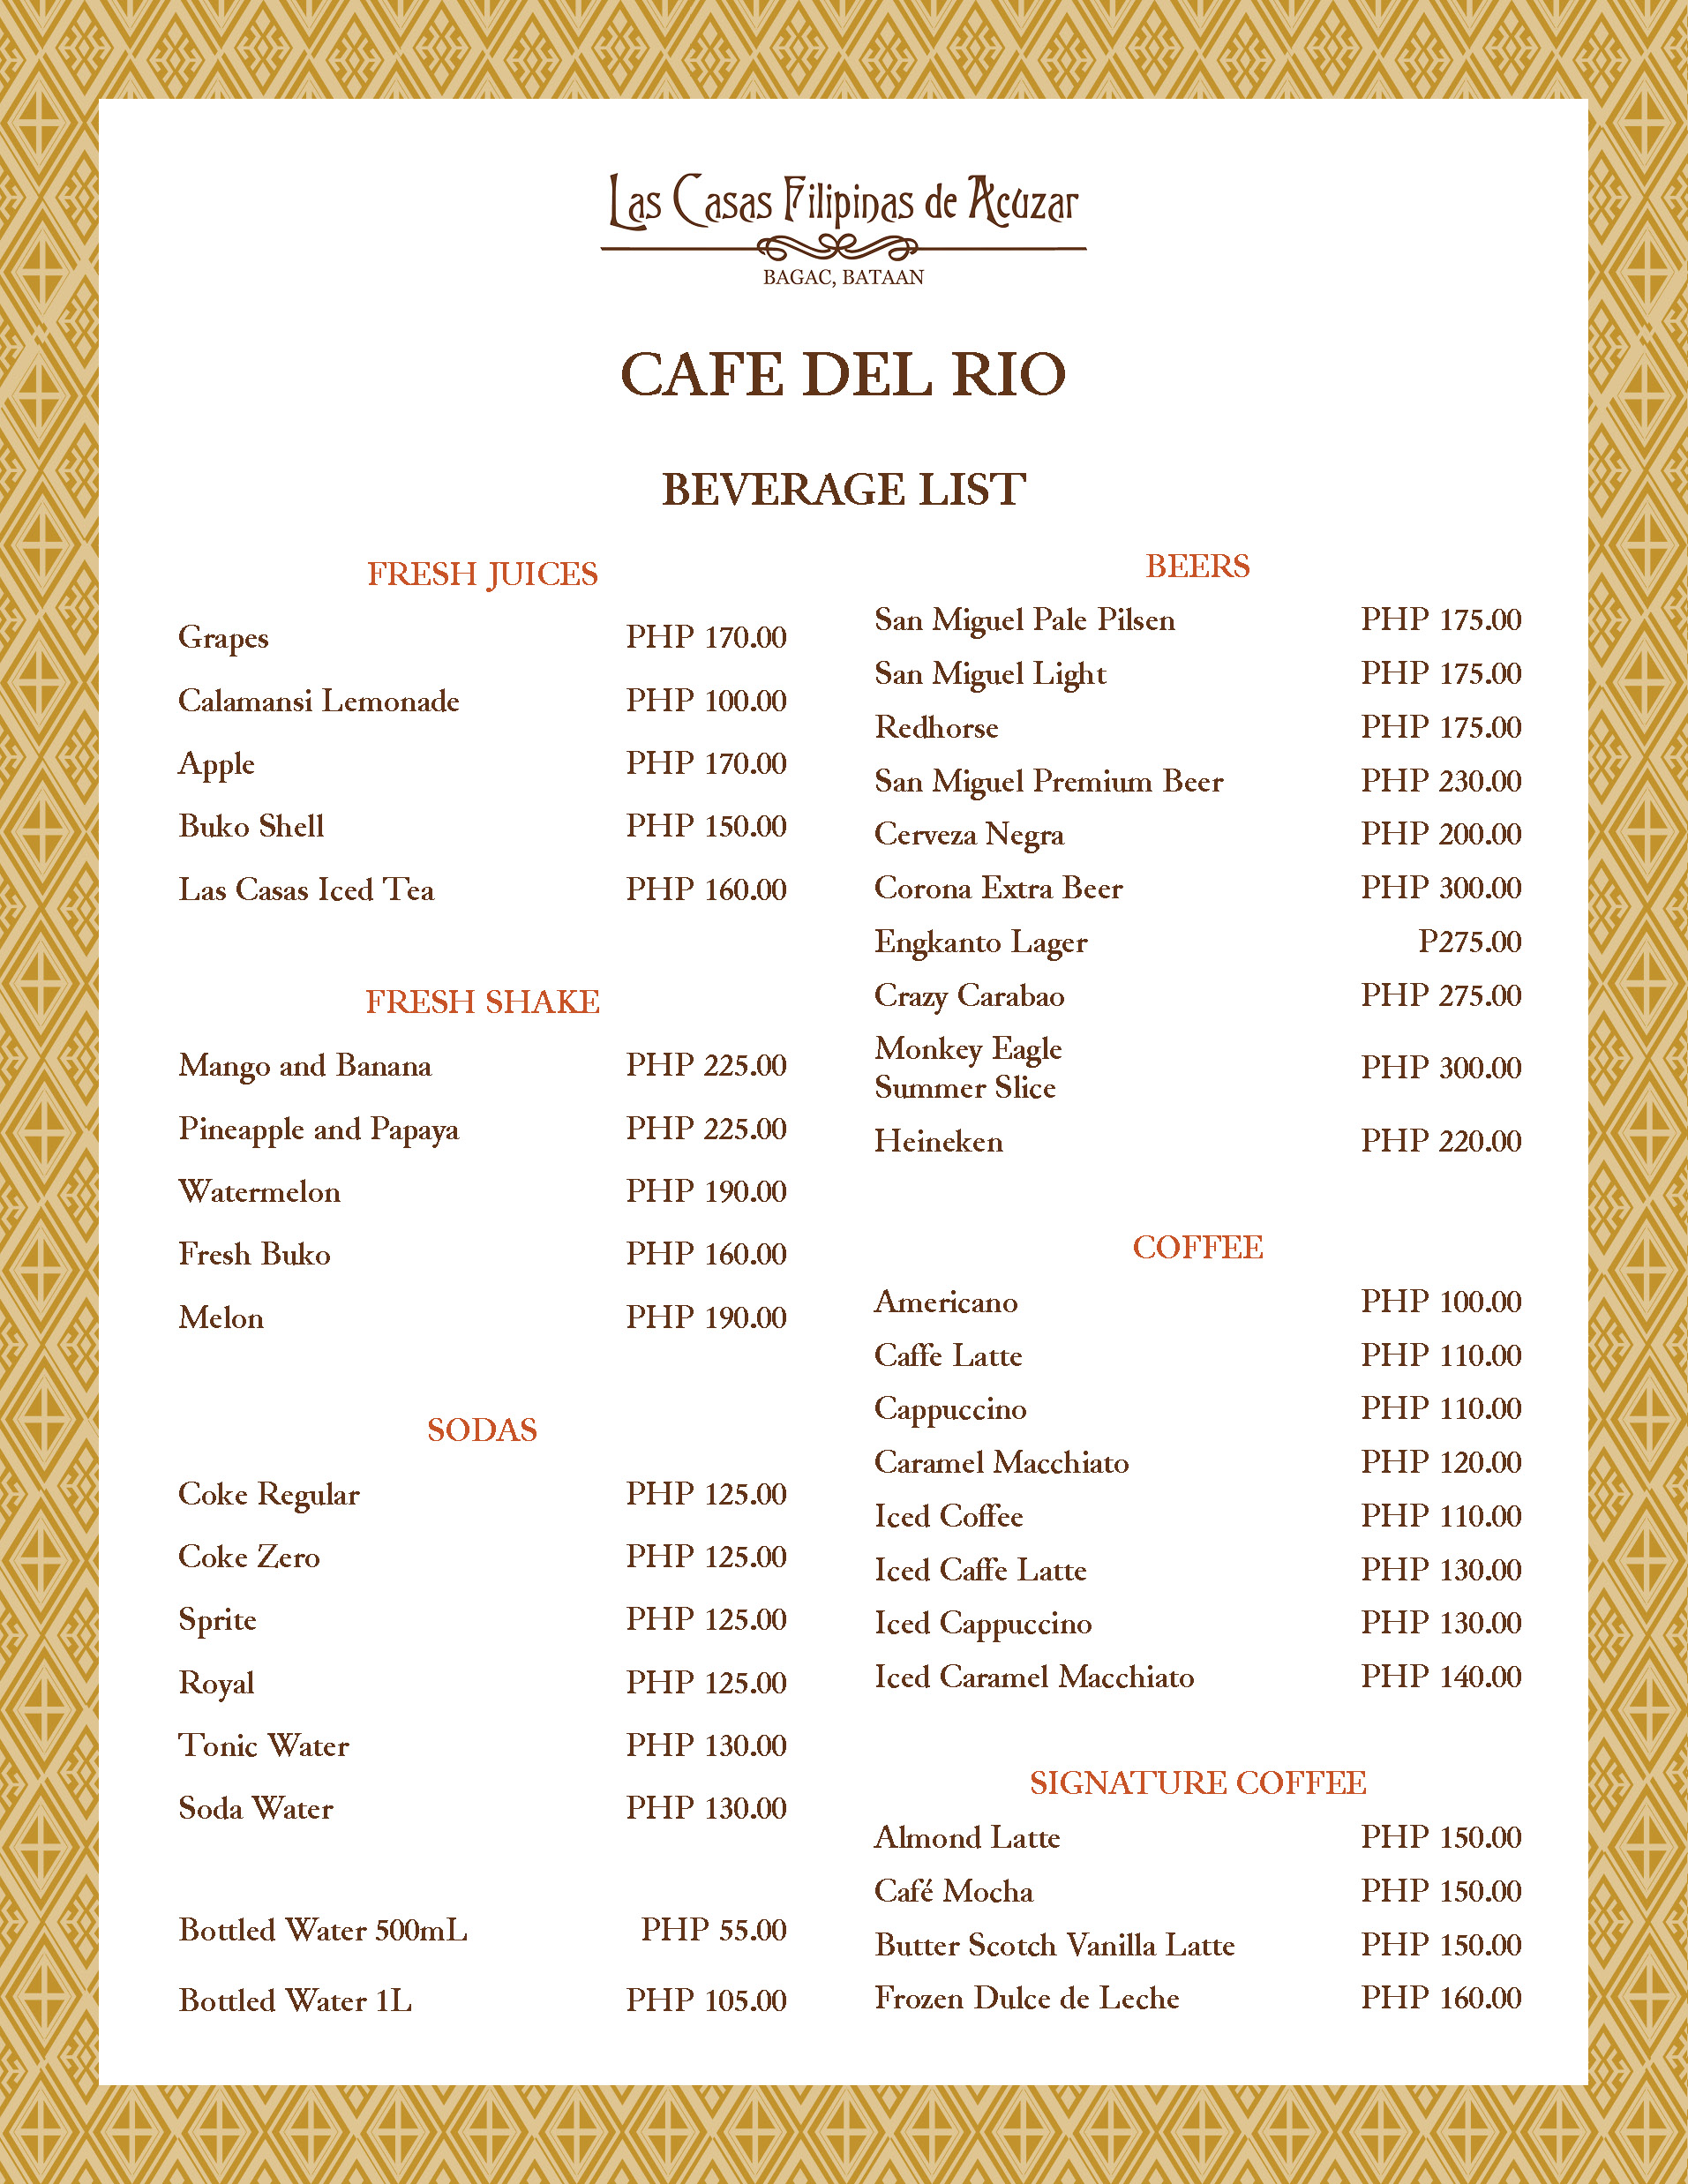 Las Casas Filipinas de Acuzar
BAGAC, BATAAN
CAFE DEL RIO
BEVERAGE LIST
FRESH JUICES
Grapes PHP 170.00
Calamansi Lemonade PHP 100.00
Apple PHP 170.00
Buko Shell PHP 150.00
Las Casas Iced Tea PHP 160.00
FRESH SHAKE
Mango and Banana PHP 225.00
Pineapple and Papaya PHP 225.00
Watermelon PHP 190.00
Fresh Buko PHP 160.00
Melon PHP 190.00
SODAS
Coke Regular PHP 125.00
Coke Zero PHP 125.00
Sprite PHP 125.00
Royal PHP 125.00
Tonic Water PHP 130.00
Soda Water PHP 130.00
Bottled Water 500mL PHP 55.00
Bottled Water 1L PHP 105.00
BEERS
San Miguel Pale Pilsen PHP 175.00
San Miguel Light PHP 175.00
Redhorse PHP 175.00
San Miguel Premium Beer PHP 230.00
Cerveza Negra PHP 200.00
Corona Extra Beer PHP 300.00
Engkanto Lager P275.00
Crazy Carabao PHP 275.00
Monkey Eagle
Summer Slice PHP 300.00
Heineken PHP 220.00
COFFEE
Americano PHP 100.00
Caffe Latte PHP 110.00
Cappuccino PHP 110.00
Caramel Macchiato PHP 120.00
Iced Coffee PHP 110.00
Iced Caffe Latte PHP 130.00
Iced Cappuccino PHP 130.00
Iced Caramel Macchiato PHP 140.00
SIGNATURE COFFEE
Almond Latte PHP 150.00
Café Mocha PHP 150.00
Butter Scotch Vanilla Latte PHP 150.00
Frozen Dulce de Leche PHP 160.00